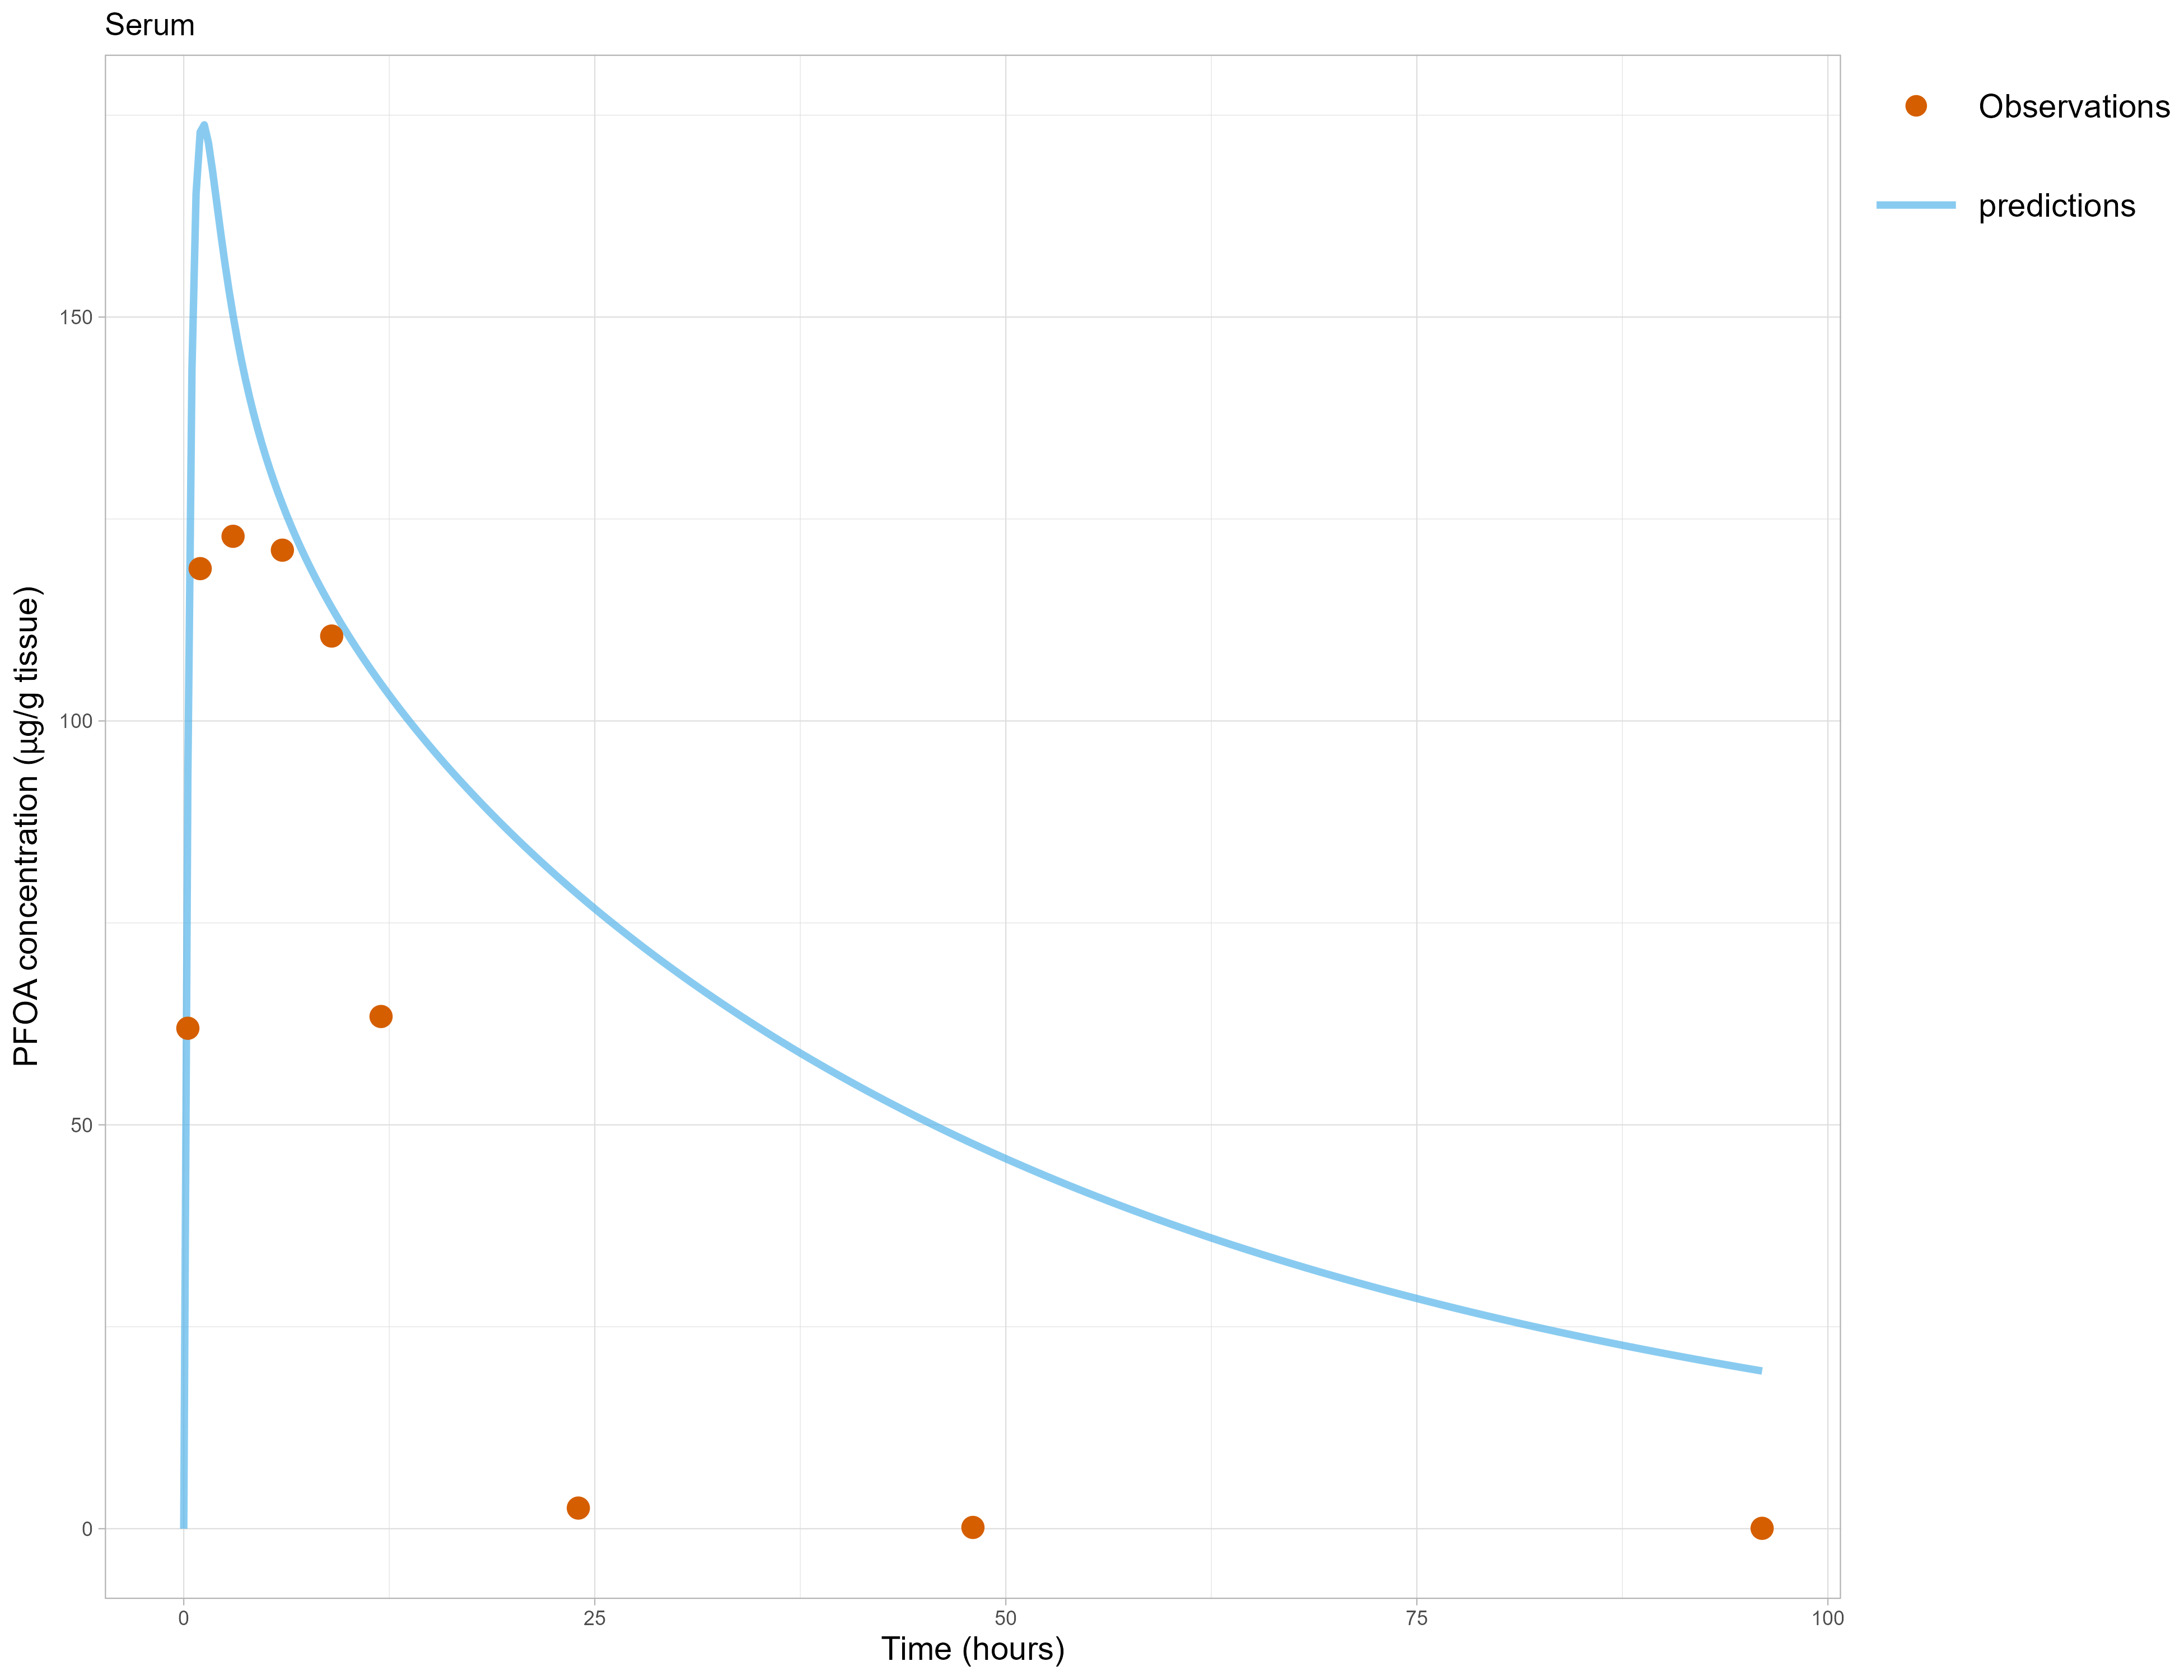 Serum
Observations
predictions
PFOA concentration (µg/g tissue)
150
100
50
0
0
25
50
75
100
Time (hours)